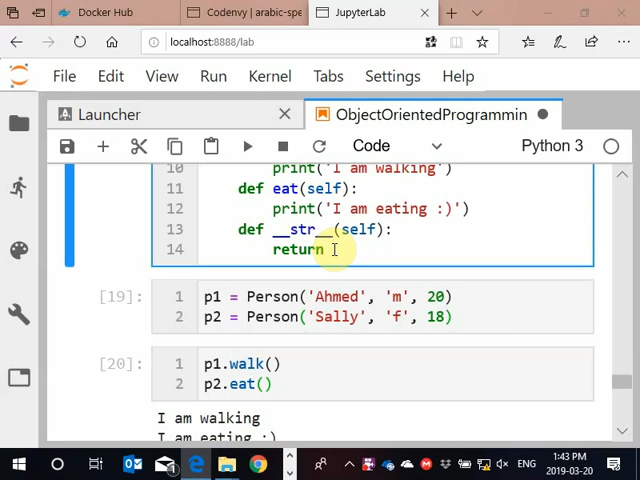 Docker Hub
Codenvy | arabic-spe
JupyterLab
localhost:8888/lab
File Edit View Run Kernel Tabs Settings Help
Launcher
ObjectOrientedProgrammin
Code
Python 3
10 print('I am walking')
11 def eat(self):
12 print('I am eating :)')
13 def __str__(self):
14 return
[19]: 1 p1 = Person('Ahmed', 'm', 20)
2 p2 = Person('Sally', 'f', 18)
[20]: 1 p1.walk()
2 p2.eat()
I am walking
I am eating :)
ENG
1:43 PM
2019-03-20